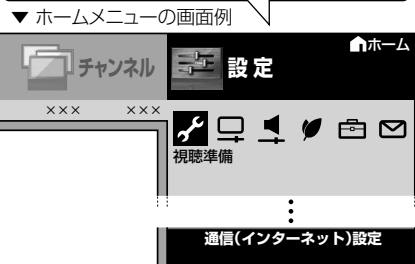 ▼ ホームメニューの画面例
ホーム
チャンネル
設定
××× ×××
視聴準備
通信(インターネット)設定